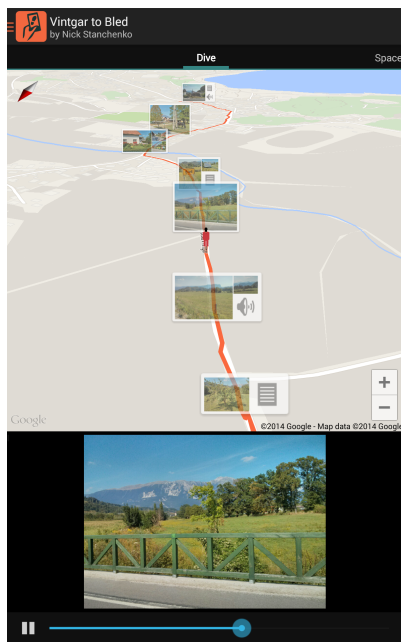 Vintgar to Bled
by Nick Stanchenko
Dive
Space
Google
©2014 Google - Map data ©2014 Google